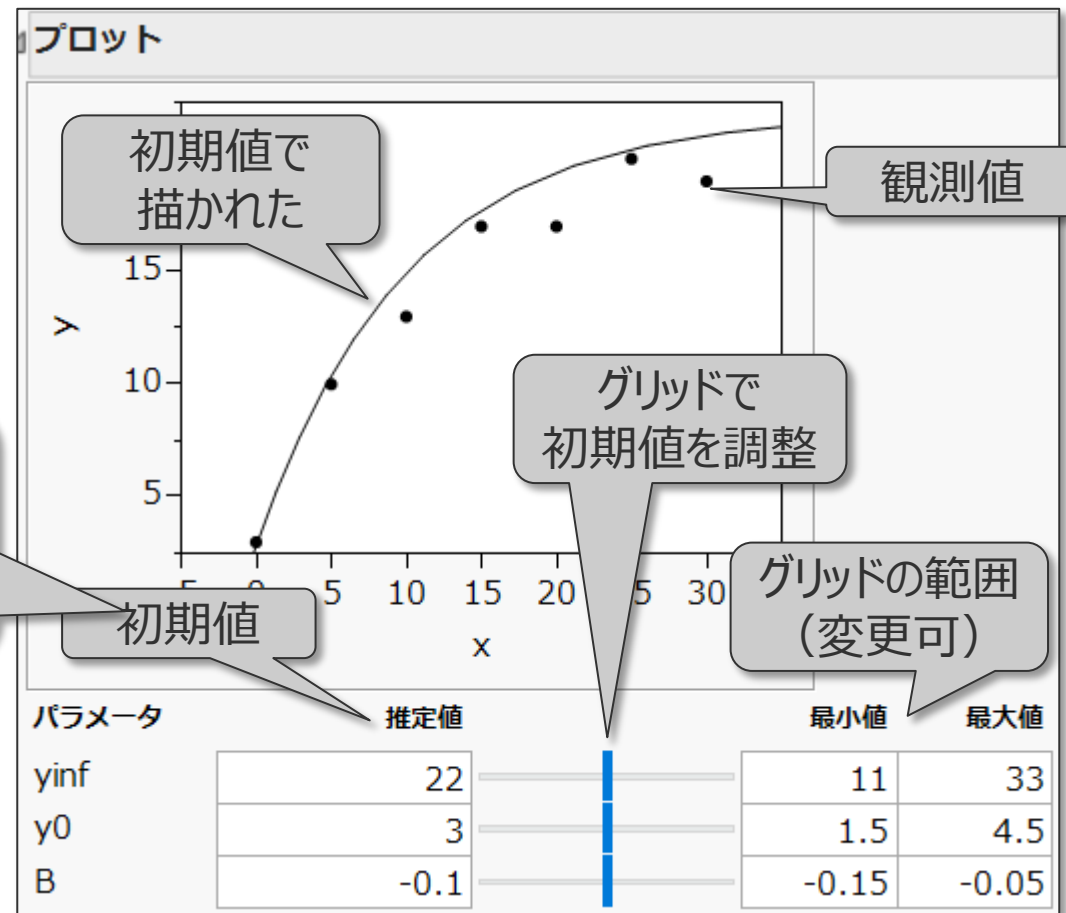 プロット
初期値で
描かれた
観測値
15
y
10
グリッドで
初期値を調整
5
5 10 15 20 5 30
グリッドの範囲
（変更可）
初期値
x
パラメータ 推定値 最小値 最大値
yinf 22 11 33
y0 3 1.5 4.5
B -0.1 -0.15 -0.05